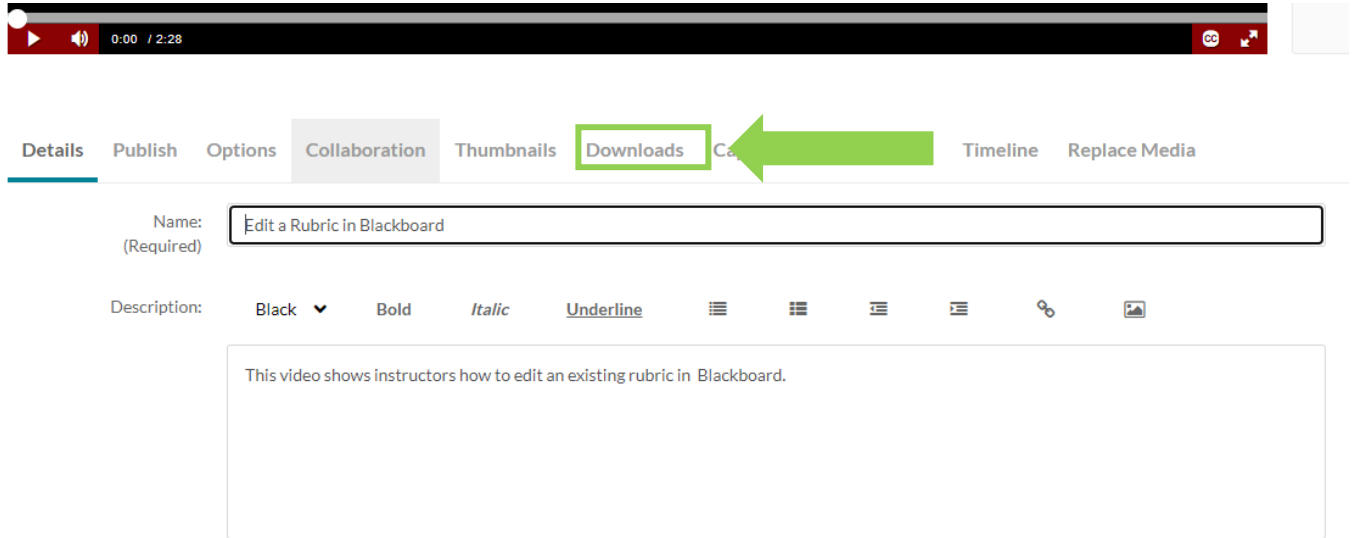 0:00 / 2:28 CC
Details Publish Options Collaboration Thumbnails Downloads Timeline Replace Media
Name:
(Required)
Edit a Rubric in Blackboard
Description: Black Bold Italic Underline
This video shows instructors how to edit an existing rubric in Blackboard.